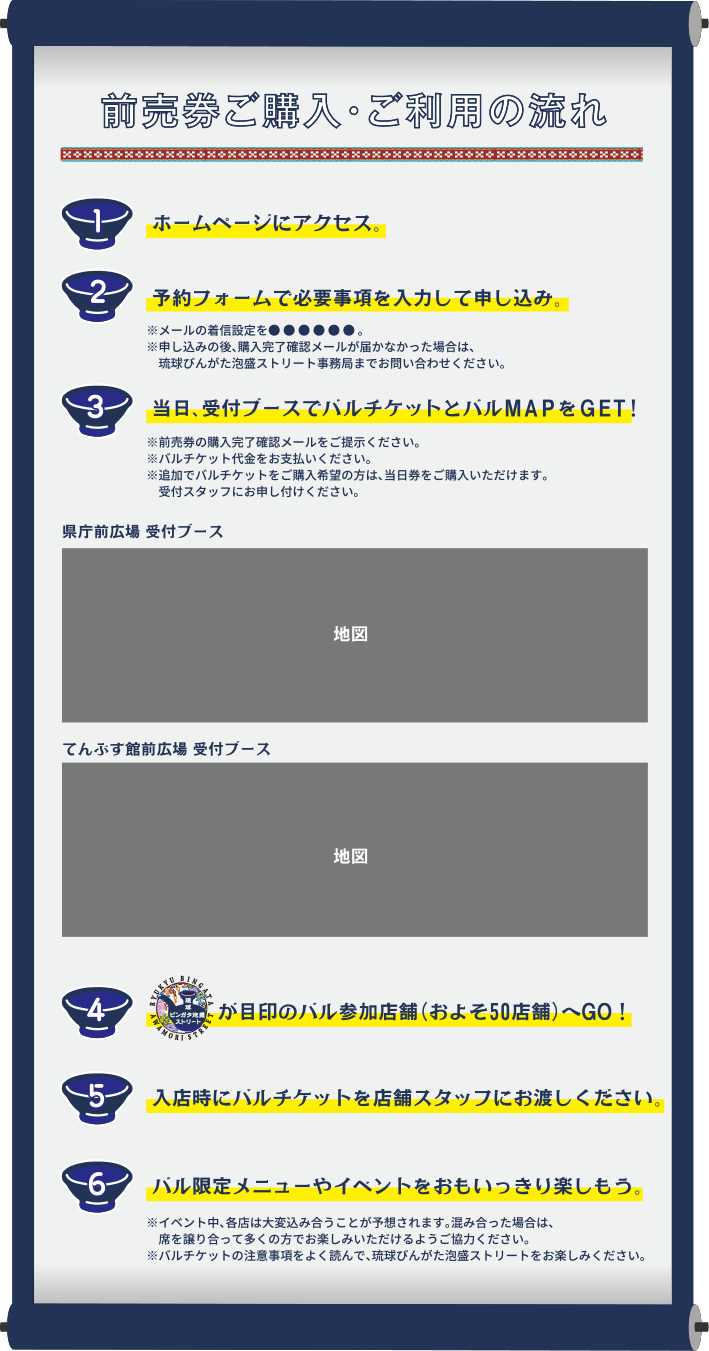 前売券ご購入・ご利用の流れ
1 ホームページにアクセス。
2 予約フォームで必要事項を入力して申し込み。
※メールの着信設定を●●●●●●。
※申し込みの後、購入完了確認メールが届かなかった場合は、
琉球びんがた泡盛ストリート事務局までお問い合わせください。
3 当日、受付ブースでバルチケットとバルMAPをGET！
※前売券の購入完了確認メールをご提示ください。
※バルチケット代金をお支払いください。
※追加でバルチケットをご購入希望の方は、当日券をご購入いただけます。
受付スタッフにお申し付けください。
県庁前広場 受付ブース
地図
てんぶす館前広場 受付ブース
地図
RYUKYU BINGATA
琉球
ビンガタ泡盛
ストリート
AWAMORI STREET
4 が目印のバル参加店舗（およそ50店舗）へGO！
5 入店時にバルチケットを店舗スタッフにお渡しください。
6 バル限定メニューやイベントをおもいっきり楽しもう。
※イベント中、各店は大変込み合うことが予想されます。混み合った場合は、
席を譲り合って多くの方でお楽しみいただけるようご協力ください。
※バルチケットの注意事項をよく読んで、琉球びんがた泡盛ストリートをお楽しみください。